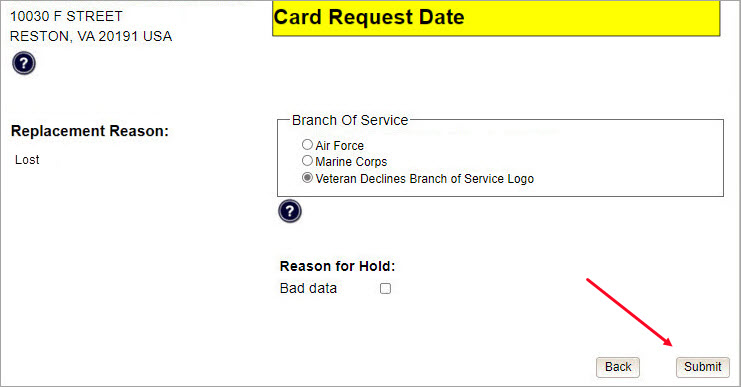 10030 F STREET
RESTON, VA 20191 USA
?
Card Request Date
Replacement Reason:
Lost
Branch Of Service
Air Force
Marine Corps
Veteran Declines Branch of Service Logo
?
Reason for Hold:
Bad data
Back
Submit